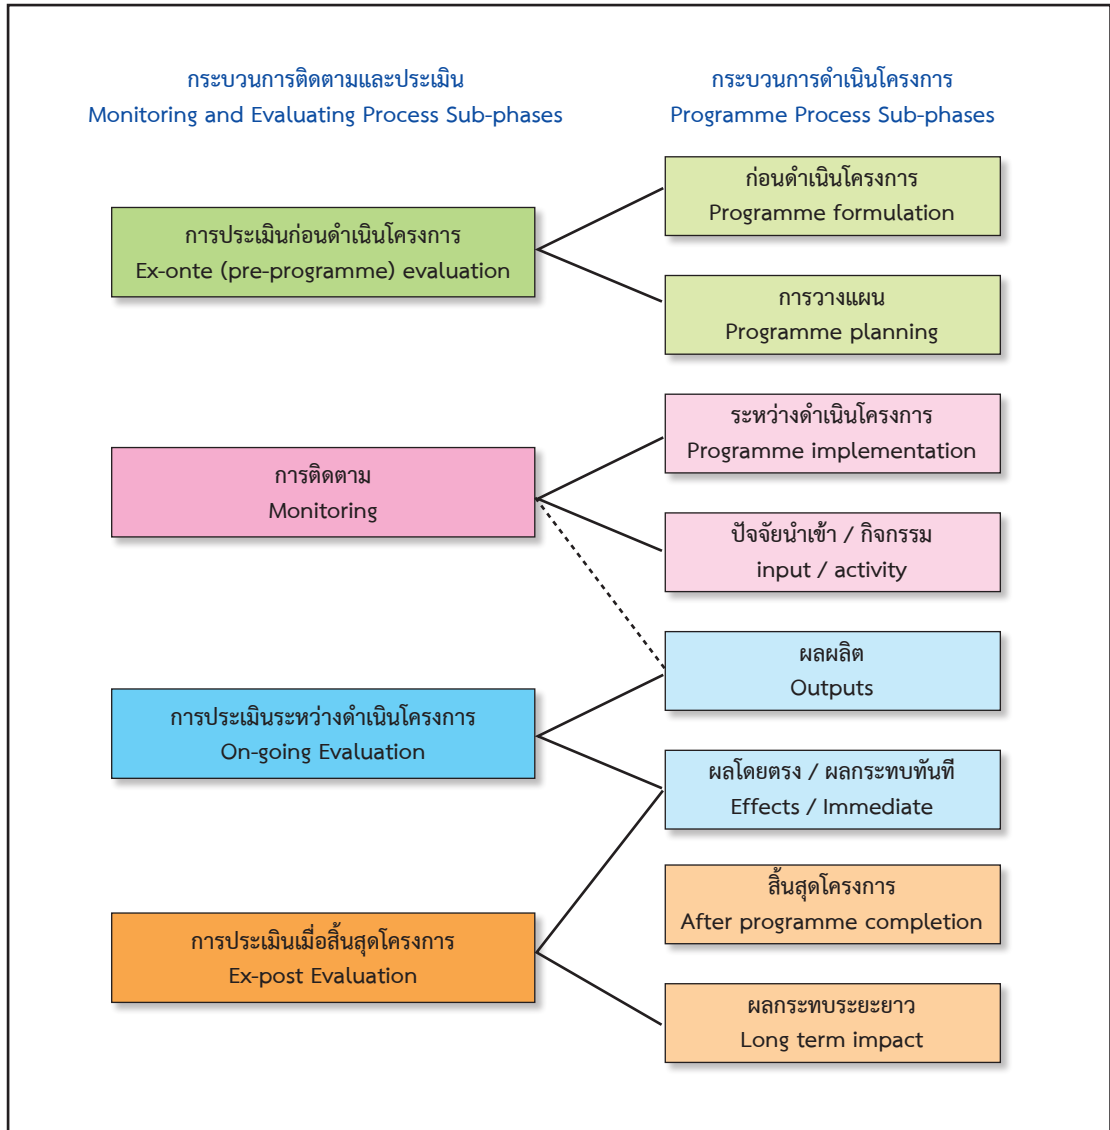 กระบวนการติดตามและประเมิน
Monitoring and Evaluating Process Sub-phases
กระบวนการดำเนินโครงการ
Programme Process Sub-phases
การประเมินก่อนดำเนินโครงการ
Ex-onte (pre-programme) evaluation
ก่อนดำเนินโครงการ
Programme formulation
การวางแผน
Programme planning
การติดตาม
Monitoring
ระหว่างดำเนินโครงการ
Programme implementation
ปัจจัยนำเข้า / กิจกรรม
input / activity
การประเมินระหว่างดำเนินโครงการ
On-going Evaluation
ผลผลิต
Outputs
ผลโดยตรง / ผลกระทบทันที
Effects / Immediate
การประเมินเมื่อสิ้นสุดโครงการ
Ex-post Evaluation
สิ้นสุดโครงการ
After programme completion
ผลกระทบระยะยาว
Long term impact